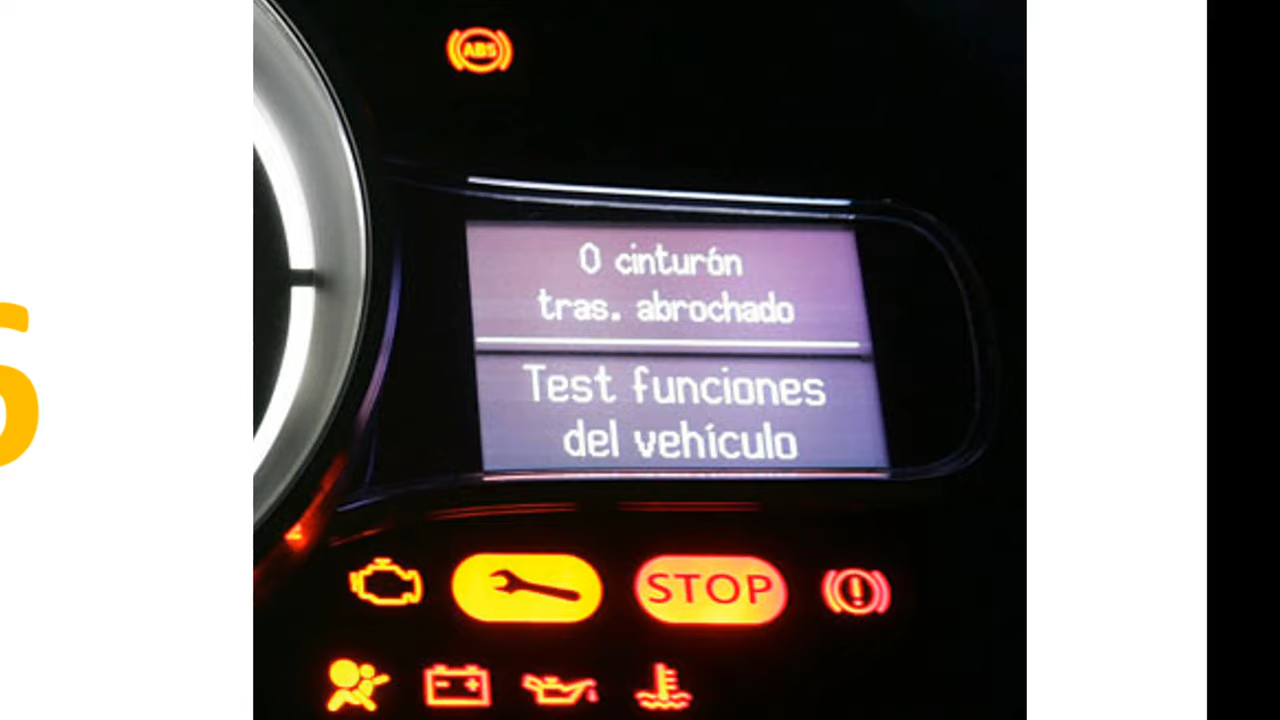 ABS
0 cinturón
tras. abrochado
Test funciones
del vehículo
STOP